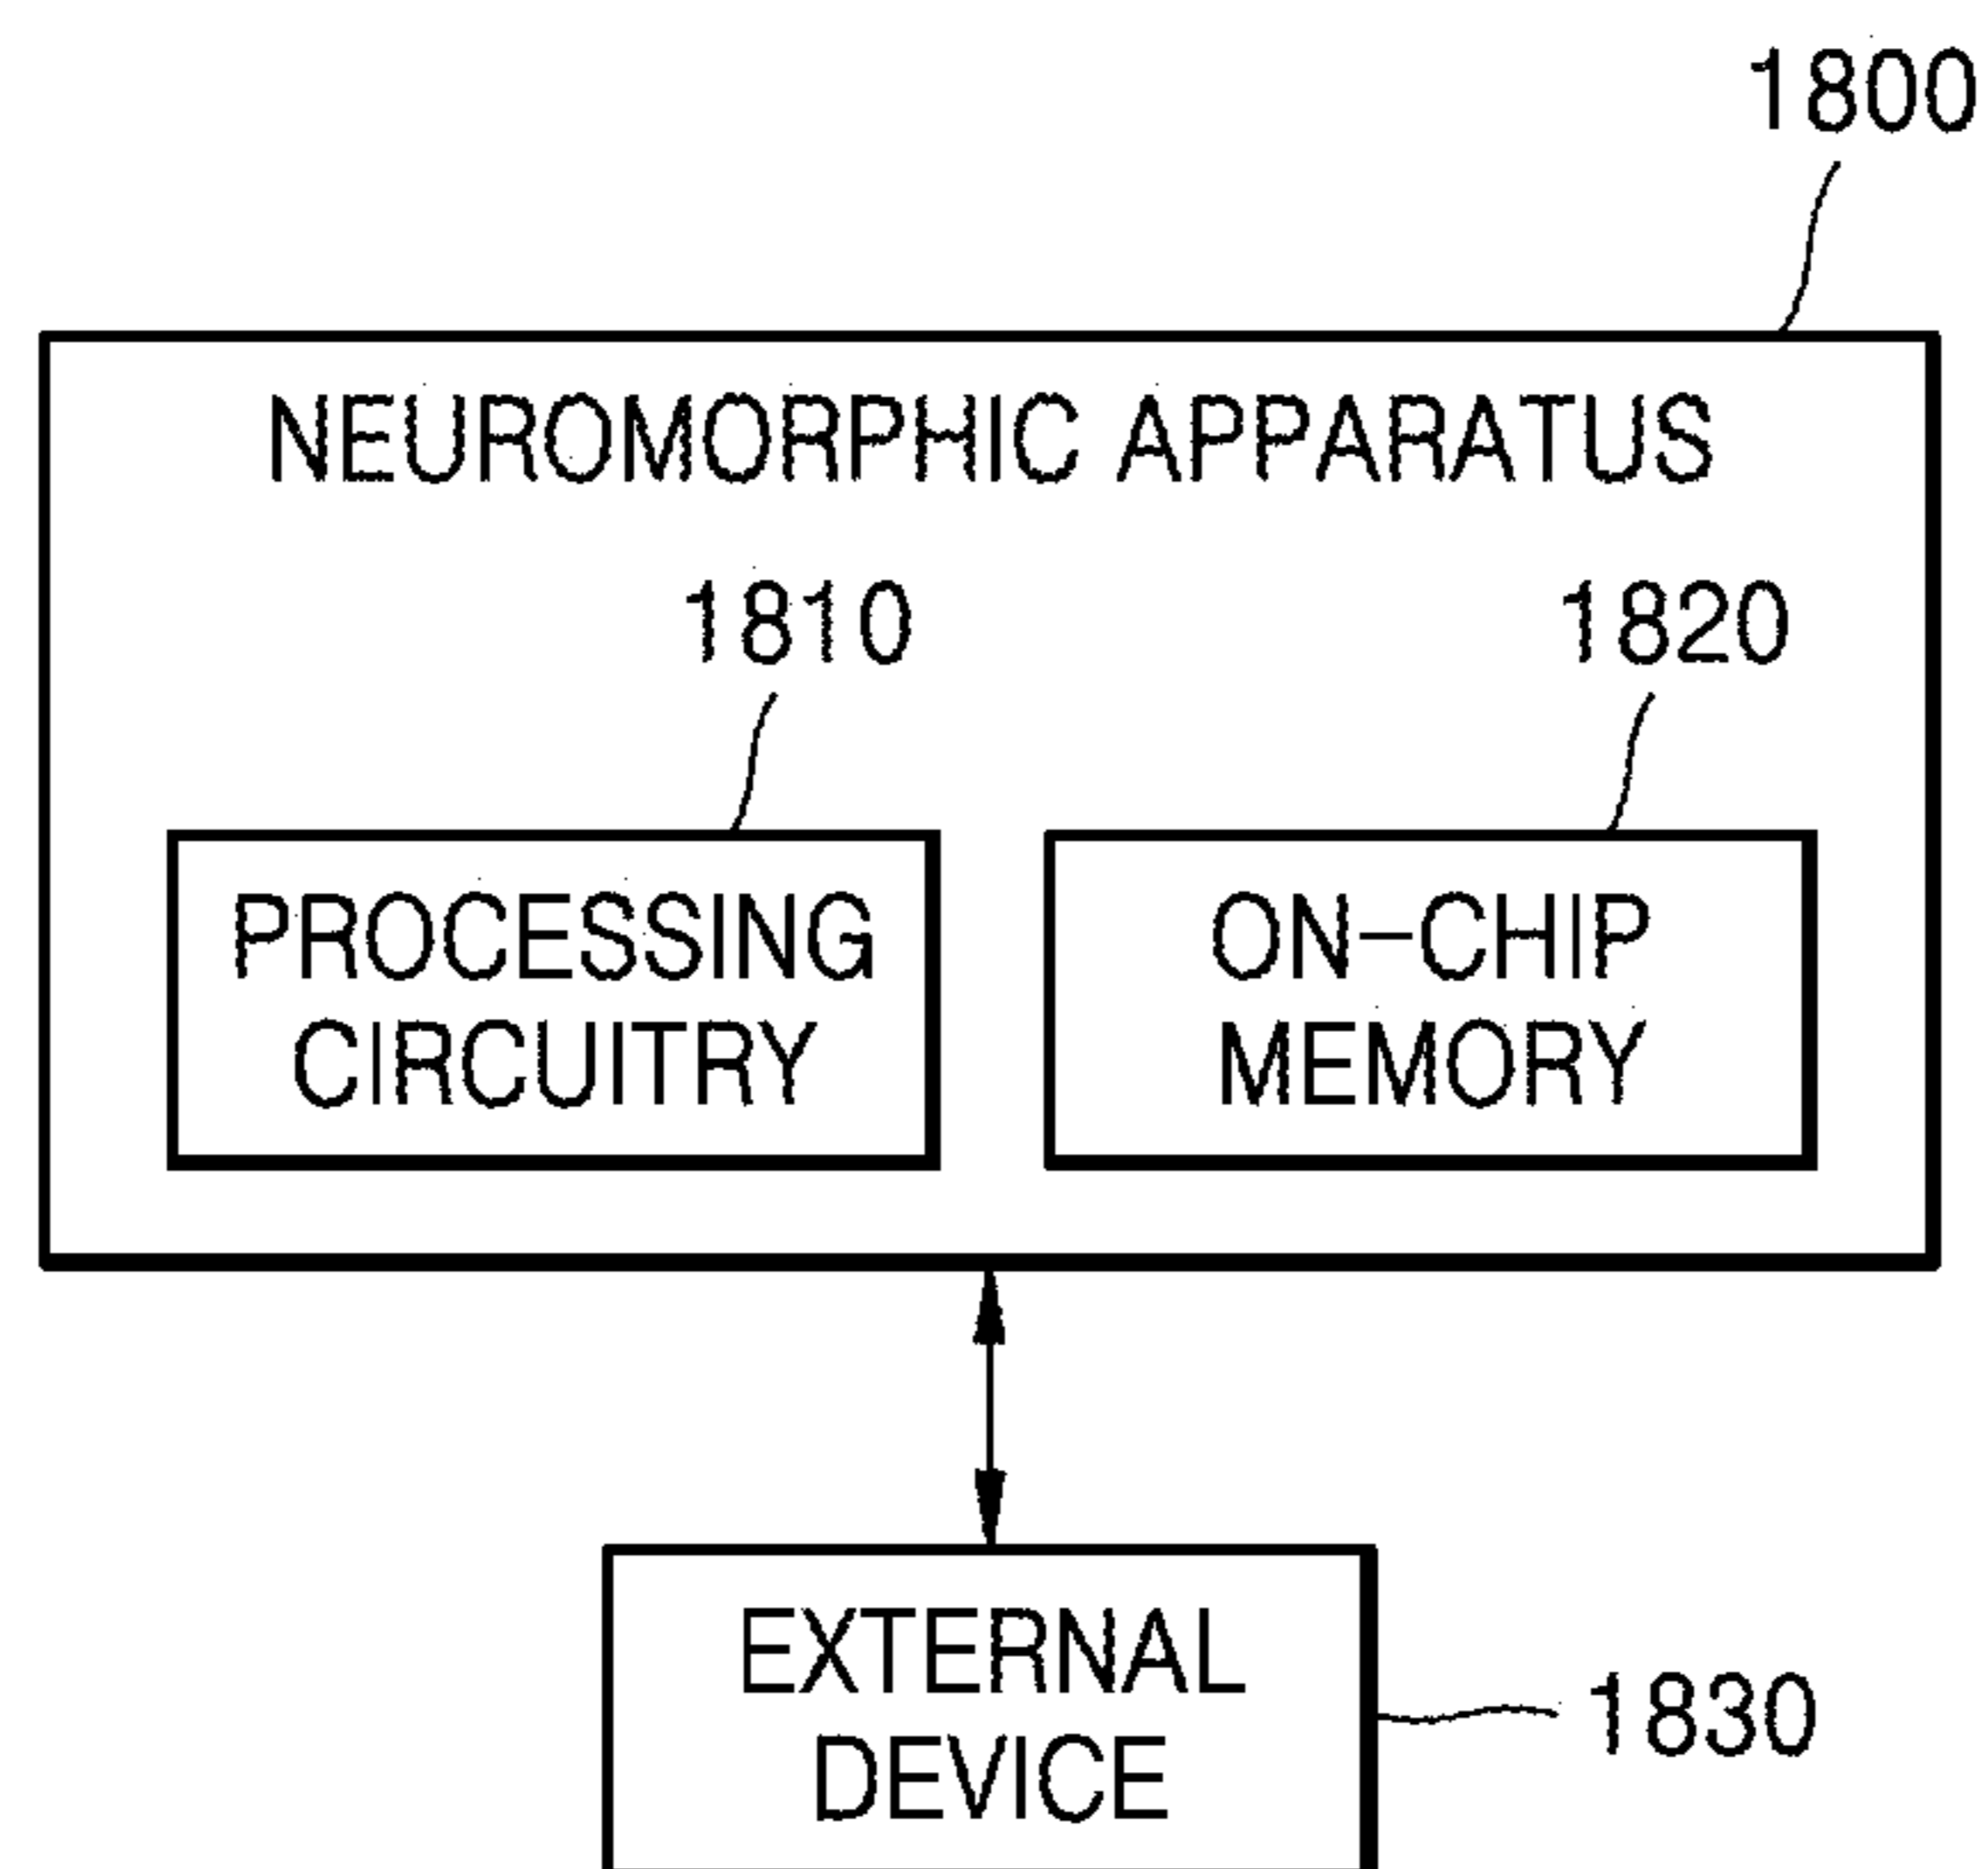 1800
NEUROMORPHIC APPARATUS
1810
1820
PROCESSING
CIRCUITRY
ON-CHIP
MEMORY
EXTERNAL
DEVICE
1830